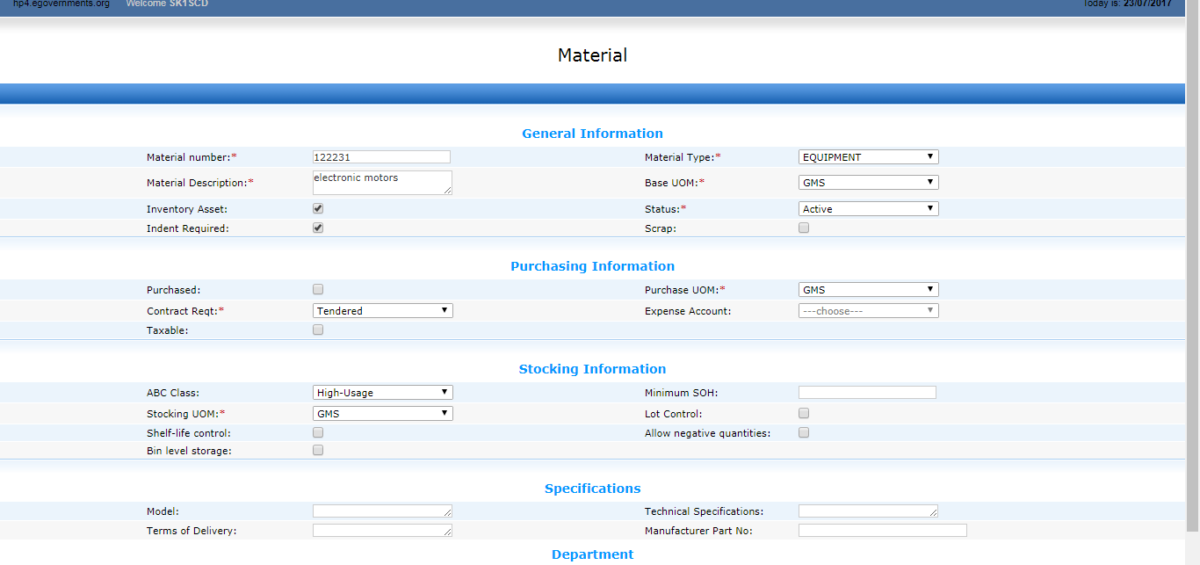 hp4.egovernments.org Welcome SK1SCD Today is: 23/07/2017
Material
General Information
Material number:* 122231 Material Type:* EQUIPMENT
Material Description:* electronic motors Base UOM:* GMS
Inventory Asset: Status:* Active
Indent Required: Scrap:
Purchasing Information
Purchased: Purchase UOM:* GMS
Contract Reqt:* Tendered Expense Account: ---choose---
Taxable:
Stocking Information
ABC Class: High-Usage Minimum SOH:
Stocking UOM:* GMS Lot Control:
Shelf-life control: Allow negative quantities:
Bin level storage:
Specifications
Model: Technical Specifications:
Terms of Delivery: Manufacturer Part No:
Department